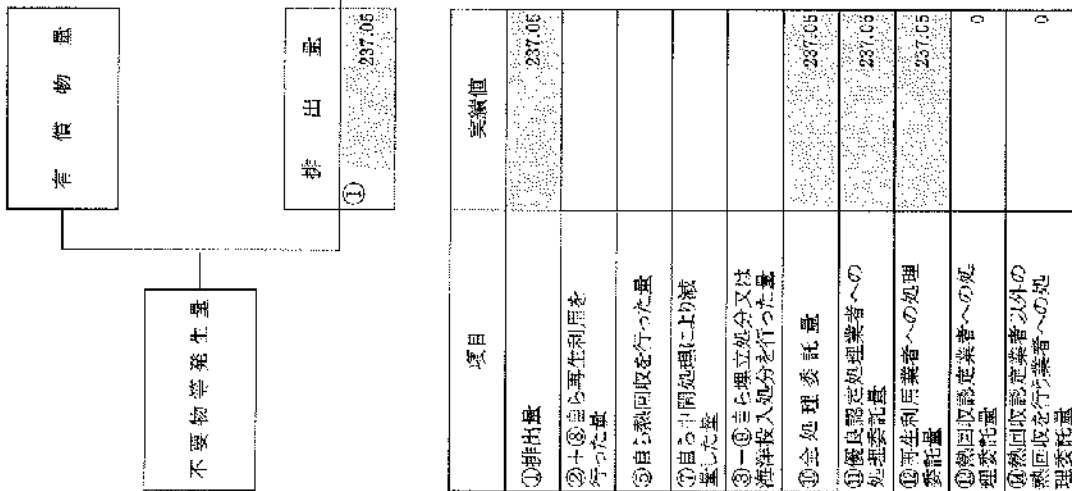 有償物量
不要物等発生量
排出量
①
237.05
項目
実績値
①排出量
237.05
②+⑧自ら再生利用を
行った量
⑤自ら熱回収を行った量
⑦自ら中間処理により減
量した量
③-⑨自ら埋立処分又は
海洋投入処分を行った量
⑩全処理委託量
237.05
⑪優良認定処理業者への
処理委託量
237.05
⑫再生利用業者への処理
委託量
237.05
⑬熱回収認定業者への処
理委託量
0
⑭熱回収認定業者以外の
熱回収を行う業者への処
理委託量
0